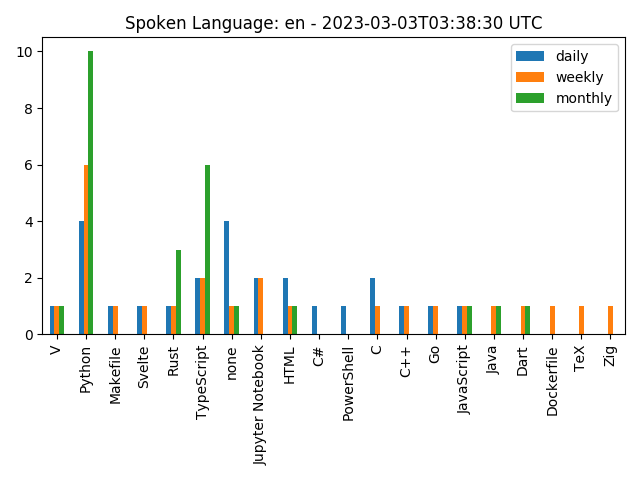 Spoken Language: en - 2023-03-03T03:38:30 UTC
daily
weekly
monthly
10
8
6
4
2
0
V
Python
Makefile
Svelte
Rust
TypeScript
none
Jupyter Notebook
HTML
C#
PowerShell
C
C++
Go
JavaScript
Java
Dart
Dockerfile
TeX
Zig